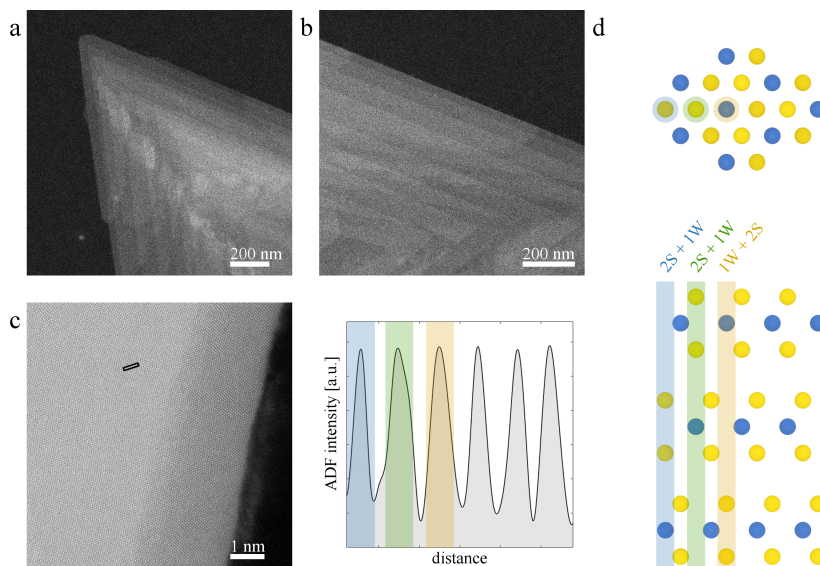 a
b
d
200 nm
200 nm
2S + 1W
2S + 1W
1W + 2S
c
1 nm
ADF intensity [a.u.]
distance